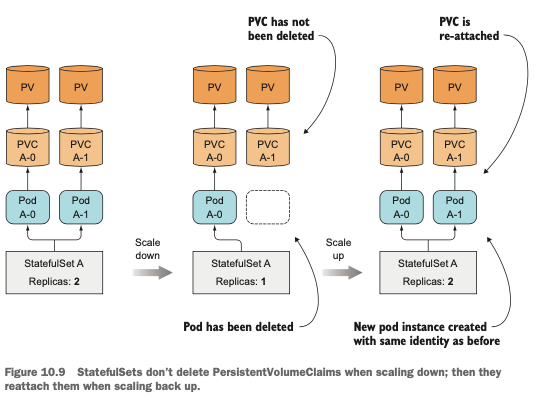 PVC has not
been deleted
PVC is
re-attached
PV
PV
PVC
A-0
PVC
A-1
Pod
A-0
Pod
A-1
StatefulSet A
Replicas: 2
Scale
down
PV
PV
PVC
A-0
PVC
A-1
Pod
A-0
StatefulSet A
Replicas: 1
Pod has been deleted
Scale
up
PV
PV
PVC
A-0
PVC
A-1
Pod
A-0
Pod
A-1
StatefulSet A
Replicas: 2
New pod instance created
with same identity as before
Figure 10.9 StatefulSets don't delete PersistentVolumeClaims when scaling down; then they
reattach them when scaling back up.